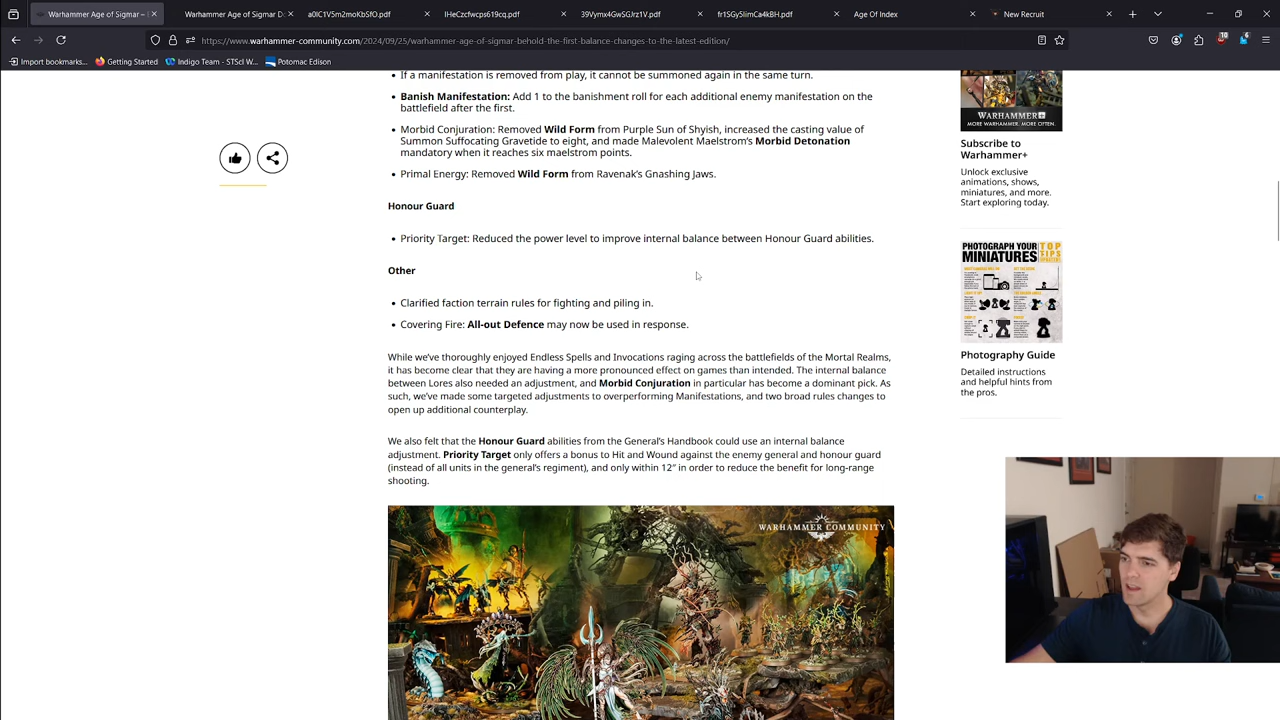 Warhammer Age of Sigmar – I
Warhammer Age of Sigmar D
39Vymx4GwSGJrz1V.pdf
Age Of Index
New Recruit
https://www.warhammer-community.com/2024/09/25/warhammer-age-of-sigmar-behold-the-first-balance-changes-to-the-latest-edition/
10
6
Import bookmarks...
Getting Started
Indigo Team - STScI W...
Potomac Edison
If a manifestation is removed from play, it cannot be summoned again in the same turn.
Banish Manifestation: Add 1 to the banishment roll for each additional enemy manifestation on the
battlefield after the first.
Morbid Conjuration: Removed Wild Form from Purple Sun of Shyish, increased the casting value of
Summon Suffocating Gravetide to eight, and made Malevolent Maelstrom's Morbid Detonation
mandatory when it reaches six maelstrom points.
Primal Energy: Removed Wild Form from Ravenak's Gnashing Jaws.
Honour Guard
Priority Target: Reduced the power level to improve internal balance between Honour Guard abilities.
Other
Clarified faction terrain rules for fighting and piling in.
Covering Fire: All-out Defence may now be used in response.
While we've thoroughly enjoyed Endless Spells and Invocations raging across the battlefields of the Mortal Realms,
it has become clear that they are having a more pronounced effect on games than intended. The internal balance
between Lores also needed an adjustment, and Morbid Conjuration in particular has become a dominant pick. As
such, we've made some targeted adjustments to overperforming Manifestations, and two broad rules changes to
open up additional counterplay.
We also felt that the Honour Guard abilities from the General's Handbook could use an internal balance
adjustment. Priority Target only offers a bonus to Hit and Wound against the enemy general and honour guard
(instead of all units in the general's regiment), and only within 12" in order to reduce the benefit for long-range
shooting.
WARHAMMER COMMUNITY
WARHAMMER+
MORE WARHAMMER. MORE OFTEN.
Subscribe to
Warhammer+
Unlock exclusive
animations, shows,
miniatures, and more.
Start exploring today.
PHOTOGRAPH YOUR
MINIATURES
TOP
TIPS
Photography Guide
Detailed instructions
and helpful hints from
the pros.